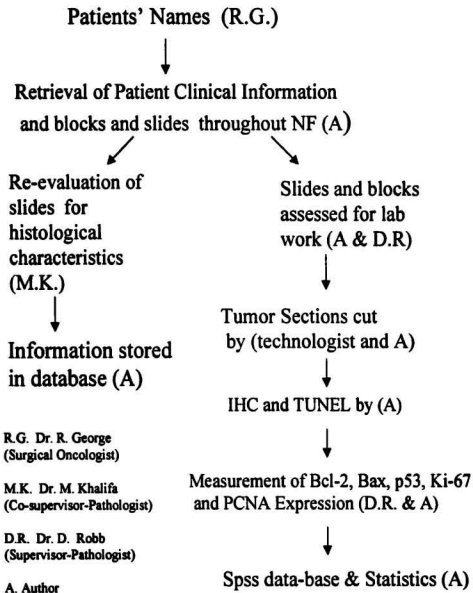 Patients' Names (R.G.)
Retrieval of Patient Clinical Information
and blocks and slides throughout NF (A)
Re-evaluation of
slides for
histological
characteristics
(M.K.)
Information stored
in database (A)
Slides and blocks
assessed for lab
work (A & D.R)
Tumor Sections cut
by (technologist and A)
IHC and TUNEL by (A)
Measurement of Bcl-2, Bax, p53, Ki-67
and PCNA Expression (D.R. & A)
Spss data-base & Statistics (A)
R.G. Dr. R. George
(Surgical Oncologist)
M.K. Dr. M. Khalifa
(Co-supervisor-Pathologist)
D.R. Dr. D. Robb
(Supervisor-Pathologist)
A. Author